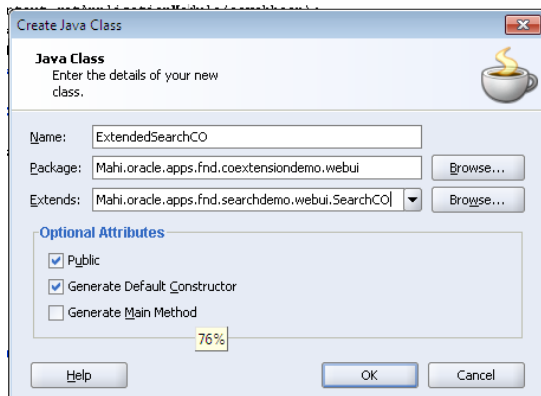 Create Java Class
Java Class
Enter the details of your new
class.
Name: ExtendedSearchCO
Package: Mahi.oracle.apps.fnd.coextensiondemo.webui Browse...
Extends: Mahi.oracle.apps.fnd.searchdemo.webui.SearchCO Browse...
Optional Attributes
Public
Generate Default Constructor
Generate Main Method
76%
Help OK Cancel